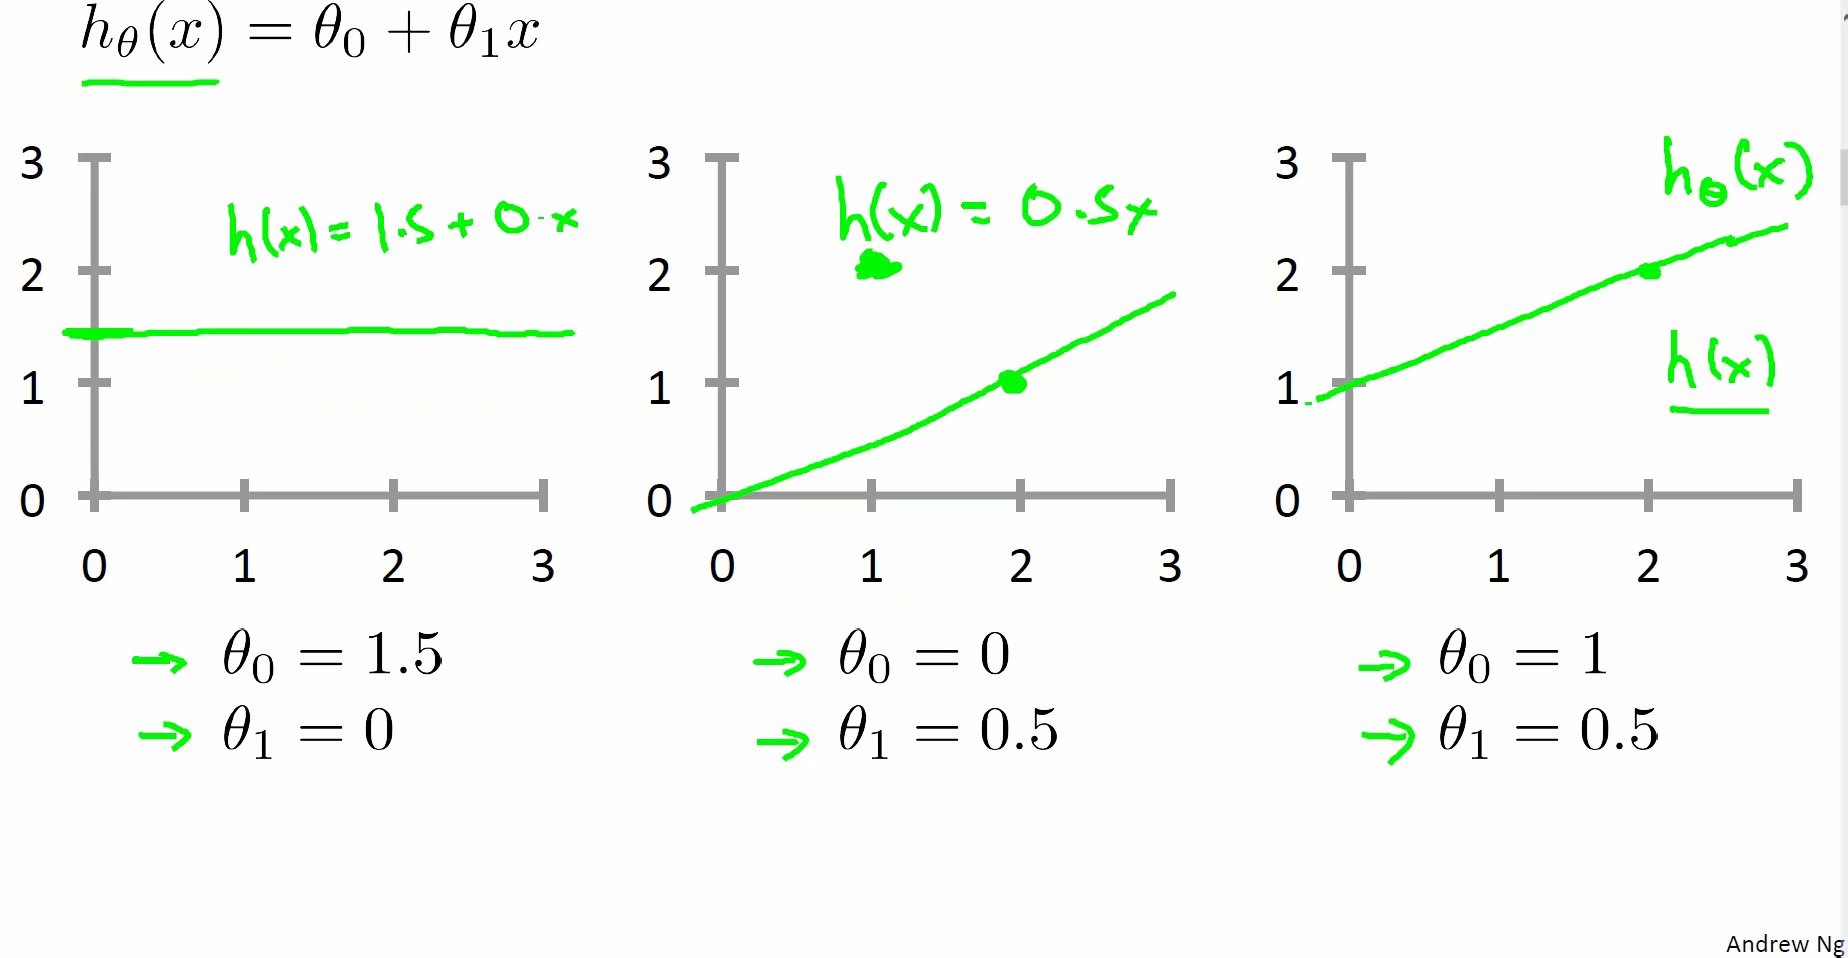 hθ(x) = θ0 + θ1x
3
2
1
0
0 1 2 3
h(x) = 1.5 + 0·x
θ0 = 1.5
θ1 = 0
3
2
1
0
0 1 2 3
h(x) = 0.5x
θ0 = 0
θ1 = 0.5
3
2
1
0
0 1 2 3
hθ(x)
h(x)
θ0 = 1
θ1 = 0.5
Andrew Ng